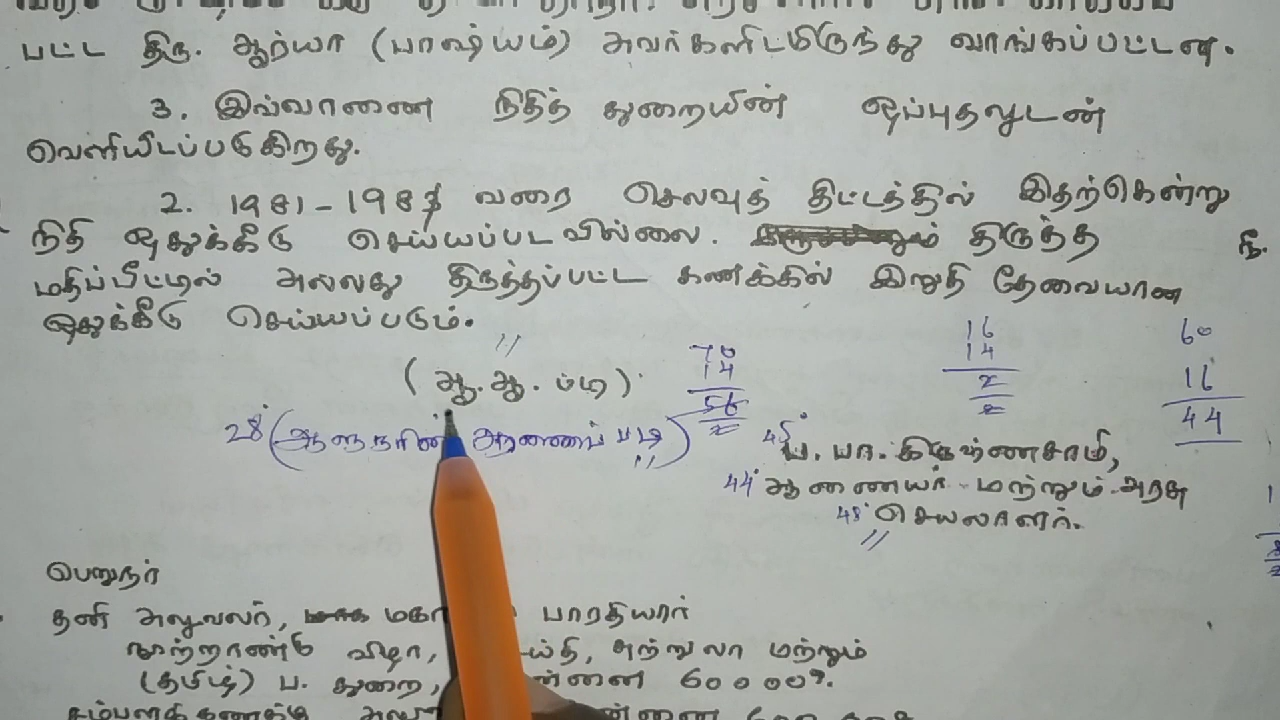 பட்ட திரு. ஆர்யா (பாஷ்யம்) அவர்களிடமிருந்து வாங்கப்பட்டன.
3. இவ்வாணை நிதித் துறையின் ஒப்புதலுடன்
வெளியிடப்படுகிறது.
2. 1981-1983 வரை செலவுத் திட்டத்தில் இதற்கென்று
நிதி ஒதுக்கீடு செய்யப்படவில்லை. திருத்த
நீ.
மதிப்பீட்டில் அல்லது திருத்தப்பட்ட கணக்கில் இறுதி தேவையான
ஒதுக்கீடு செய்யப்படும்.
(ஆ. ஆ. படி)
70
14
56
16
14
2
60
16
44
28 (ஆளுநரின் ஆணைப்படி)
45 ப. பா. கிருஷ்ணசாமி,
44 ஆணையர் மற்றும் அரசு
48 செயலாளர்.
பெறுநர்
தனி அலுவலர், பாரதியார்
நூற்றாண்டு விழா, சுற்றுலா மற்றும்
(தமிழ்) ப. துறை, 600009.